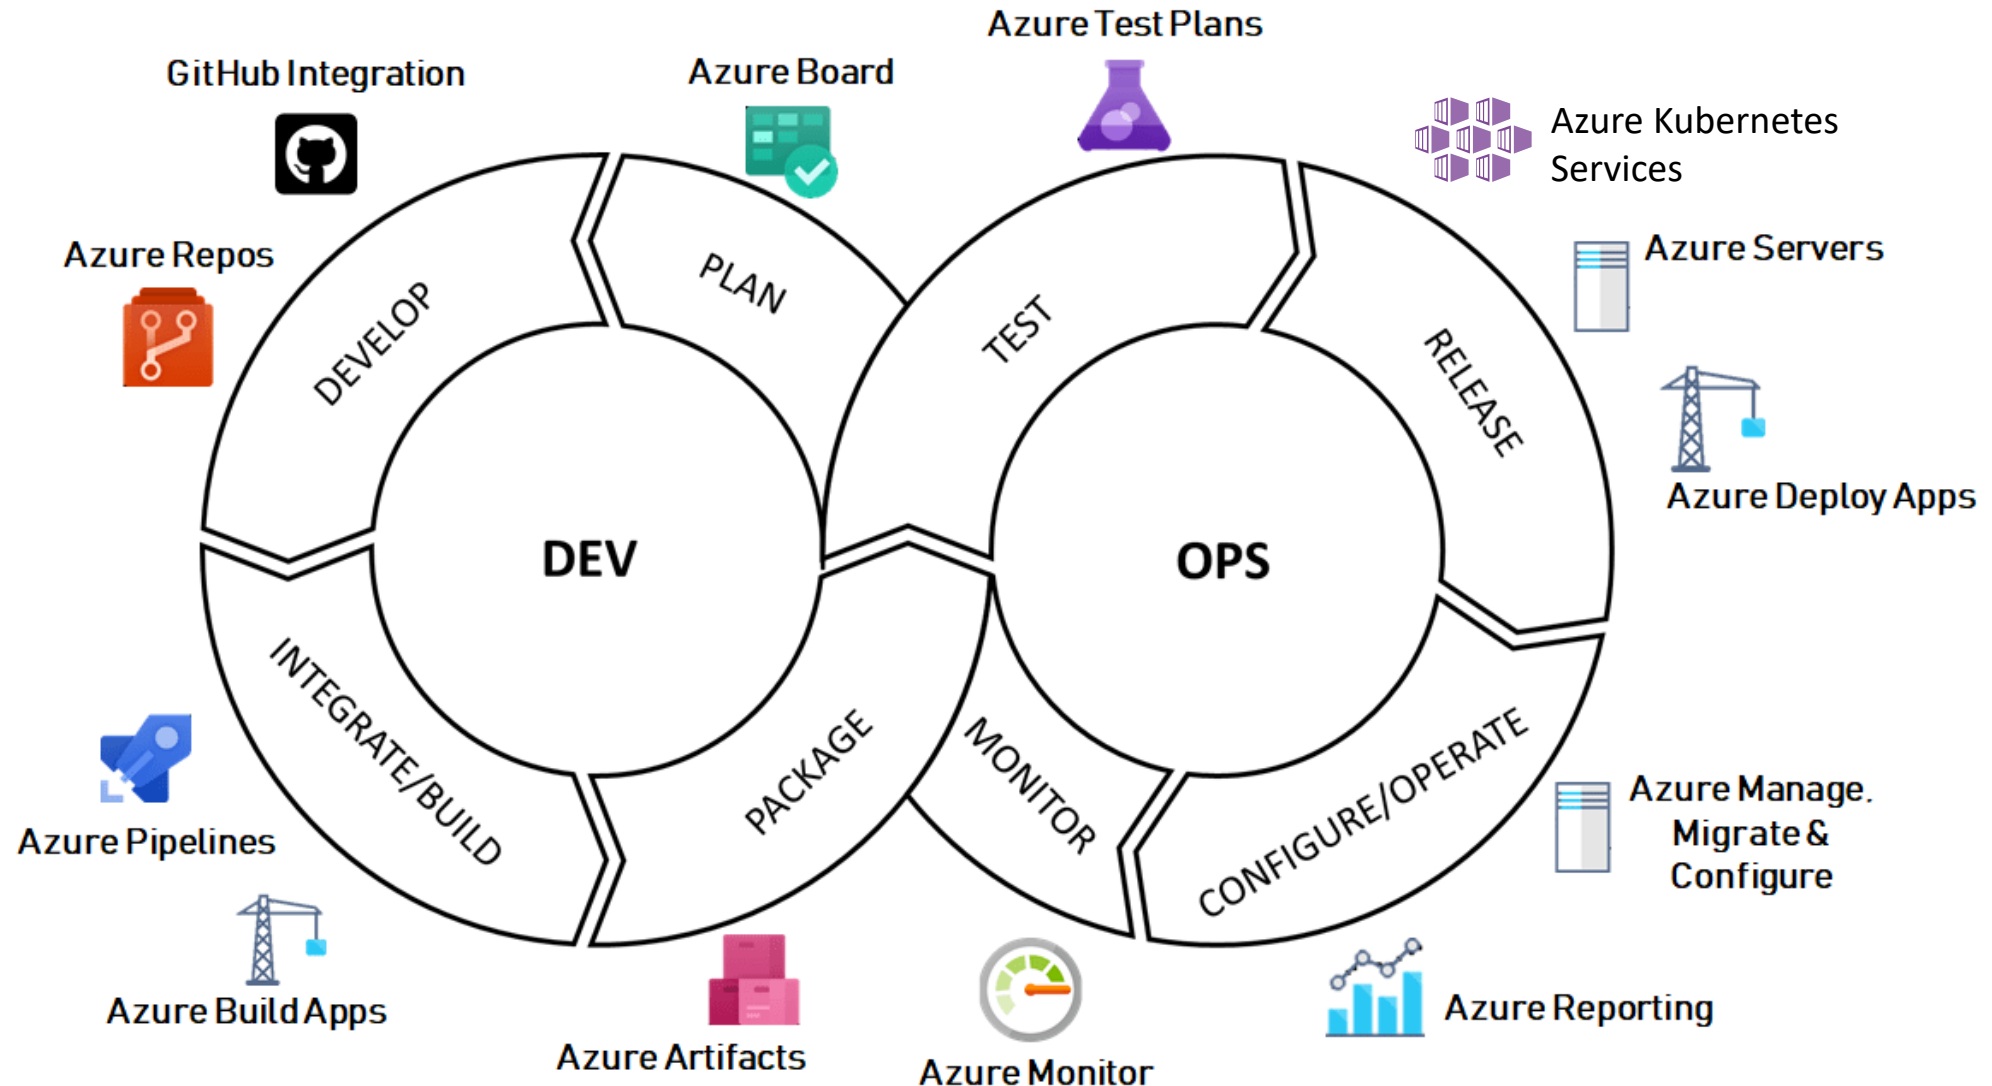 Azure Test Plans
GitHub Integration
Azure Board
Azure Kubernetes
Services
Azure Repos
Azure Servers
DEVELOP
PLAN
TEST
RELEASE
Azure Deploy Apps
DEV
OPS
INTEGRATE/BUILD
PACKAGE
MONITOR
CONFIGURE/OPERATE
Azure Pipelines
Azure Manage.
Migrate &
Configure
Azure Build Apps
Azure Artifacts
Azure Monitor
Azure Reporting